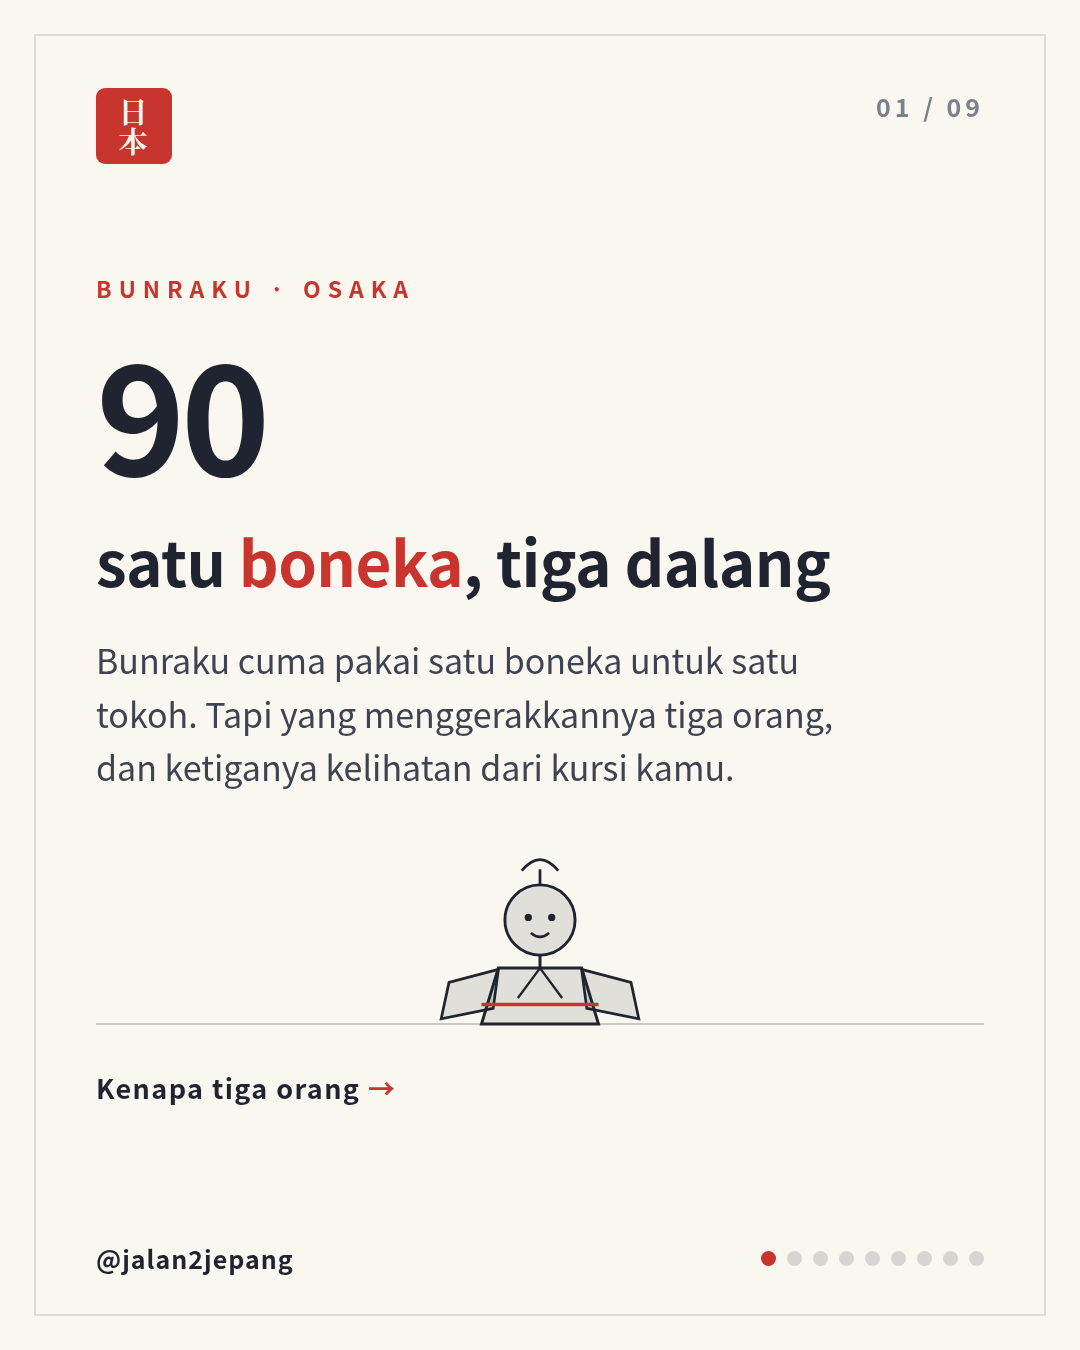 日本
01 / 09
BUNRAKU · OSAKA
90
satu boneka, tiga dalang
Bunraku cuma pakai satu boneka untuk satu
tokoh. Tapi yang menggerakkannya tiga orang,
dan ketiganya kelihatan dari kursi kamu.
Kenapa tiga orang →
@jalan2jepang